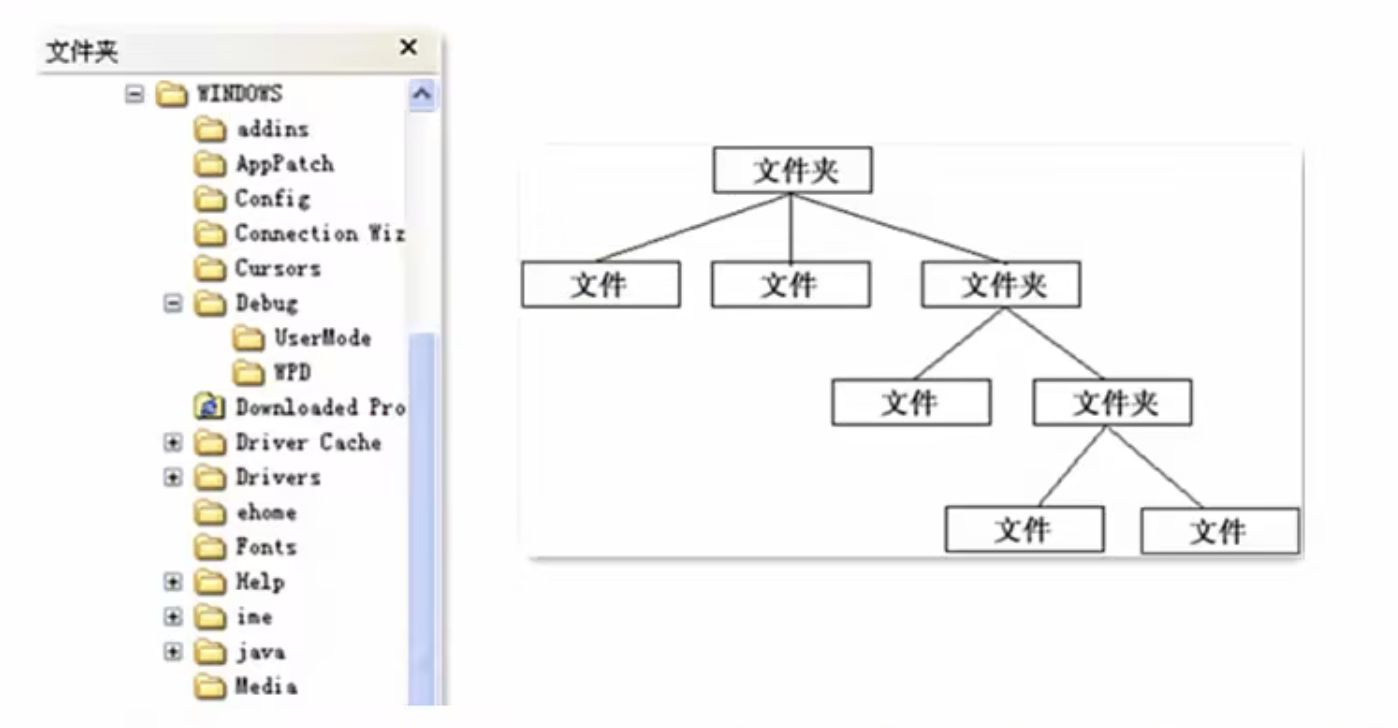 文件夹
WINDOWS
addins
AppPatch
Config
Connection Wiz
Cursors
Debug
UserMode
WPD
Downloaded Pro
Driver Cache
Drivers
ehome
Fonts
Help
ime
java
Media
文件夹
文件 文件 文件夹
文件 文件夹
文件 文件